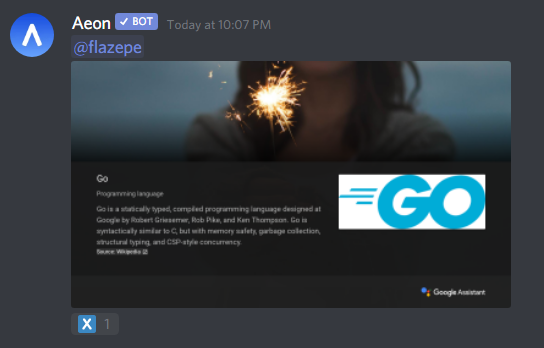 Aeon ✓ BOT Today at 10:07 PM
@flazepe
Go
Programming language
Go is a statically typed, compiled programming language designed at
Google by Robert Griesemer, Rob Pike, and Ken Thompson. Go is
syntactically similar to C, but with memory safety, garbage collection,
structural typing, and CSP-style concurrency.
Source: Wikipedia
GO
Google Assistant
X 1